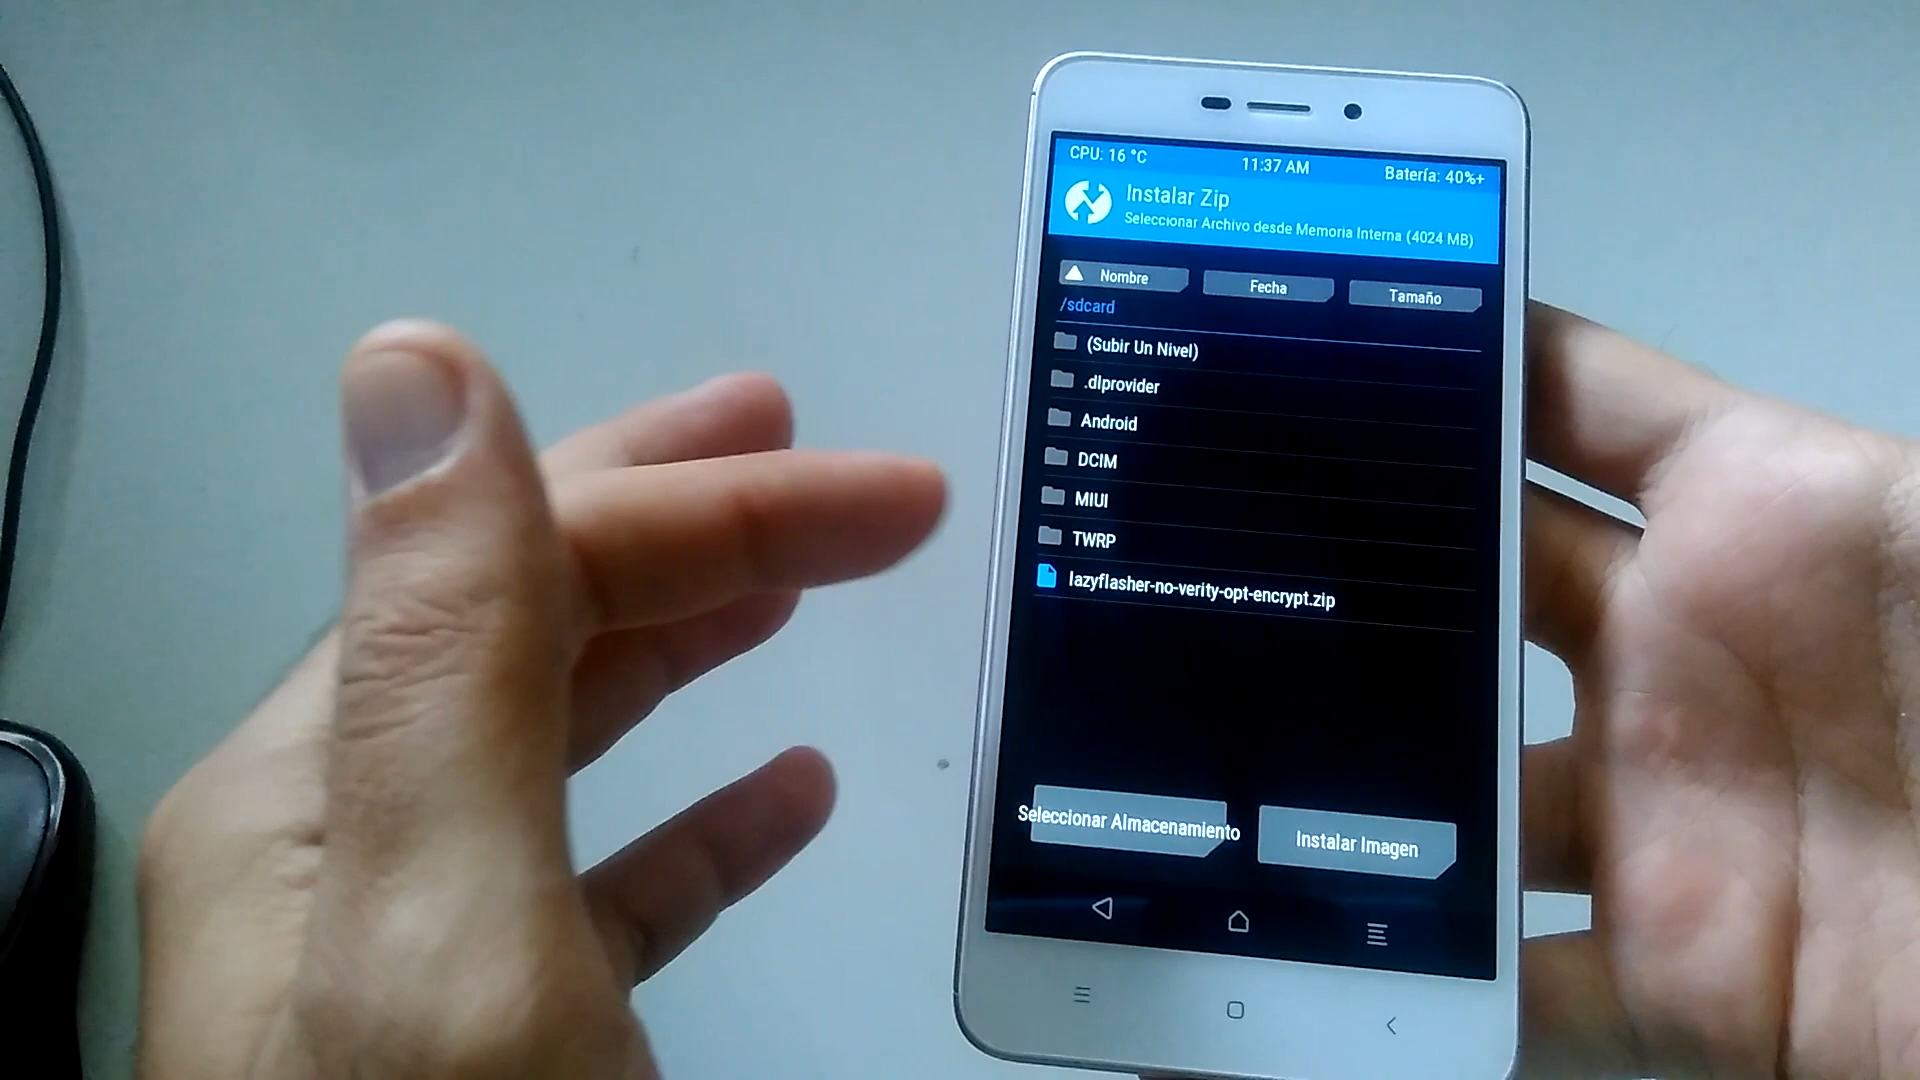 CPU: 16 °C
11:37 AM
Batería: 40%+
Instalar Zip
Seleccionar Archivo desde Memoria Interna (4024 MB)
Nombre
Fecha
Tamaño
/sdcard
(Subir Un Nivel)
.dlprovider
Android
DCIM
MIUI
TWRP
lazyflasher-no-verity-opt-encrypt.zip
Seleccionar Almacenamiento
Instalar Imagen